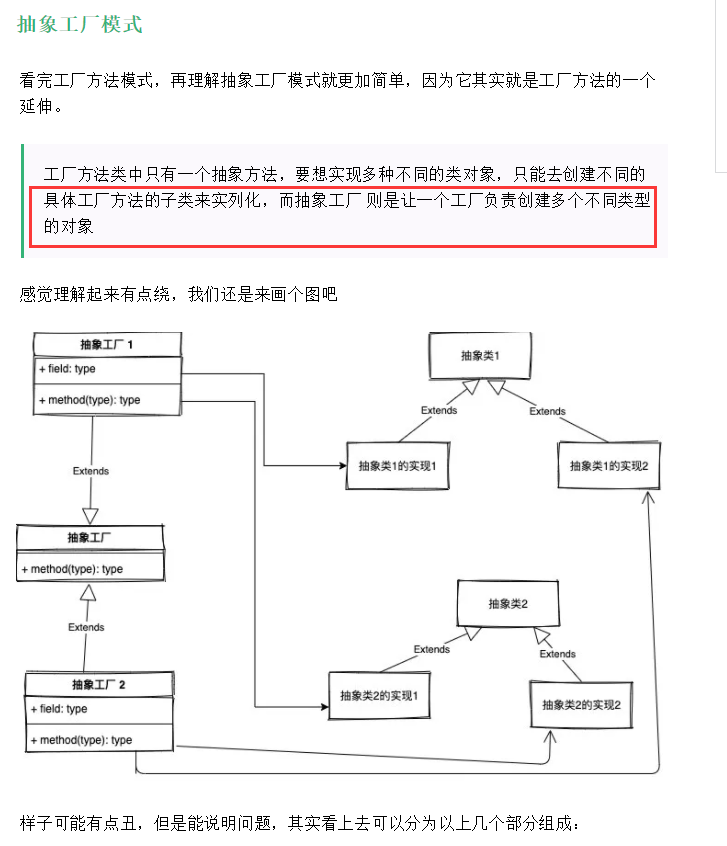 抽象工厂模式
看完工厂方法模式，再理解抽象工厂模式就更加简单，因为它其实就是工厂方法的一个
延伸。
工厂方法类中只有一个抽象方法，要想实现多种不同的类对象，只能去创建不同的
具体工厂方法的子类来实列化，而抽象工厂 则是让一个工厂负责创建多个不同类型
的对象
感觉理解起来有点绕，我们还是来画个图吧
抽象工厂 1
+ field: type
+ method(type): type
抽象类1
Extends
Extends
抽象类1的实现1
抽象类1的实现2
Extends
抽象工厂
+ method(type): type
抽象类2
Extends
Extends
Extends
抽象工厂 2
+ field: type
+ method(type): type
抽象类2的实现1
抽象类2的实现2
样子可能有点丑，但是能说明问题，其实看上去可以分为以上几个部分组成：